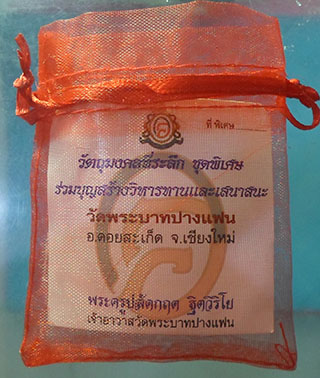 ที่ พิเศษ
วัตถุมงคลที่ระลึก ชุดพิเศษ
ร่วมบุญสร้างวิหารทานและเสนาสนะ
วัดพระบาทปางแฟน
อ.ดอยสะเก็ด จ.เชียงใหม่
พระครูปลัดกฤต ฐิตวิริโย
เจ้าอาวาสวัดพระบาทปางแฟน